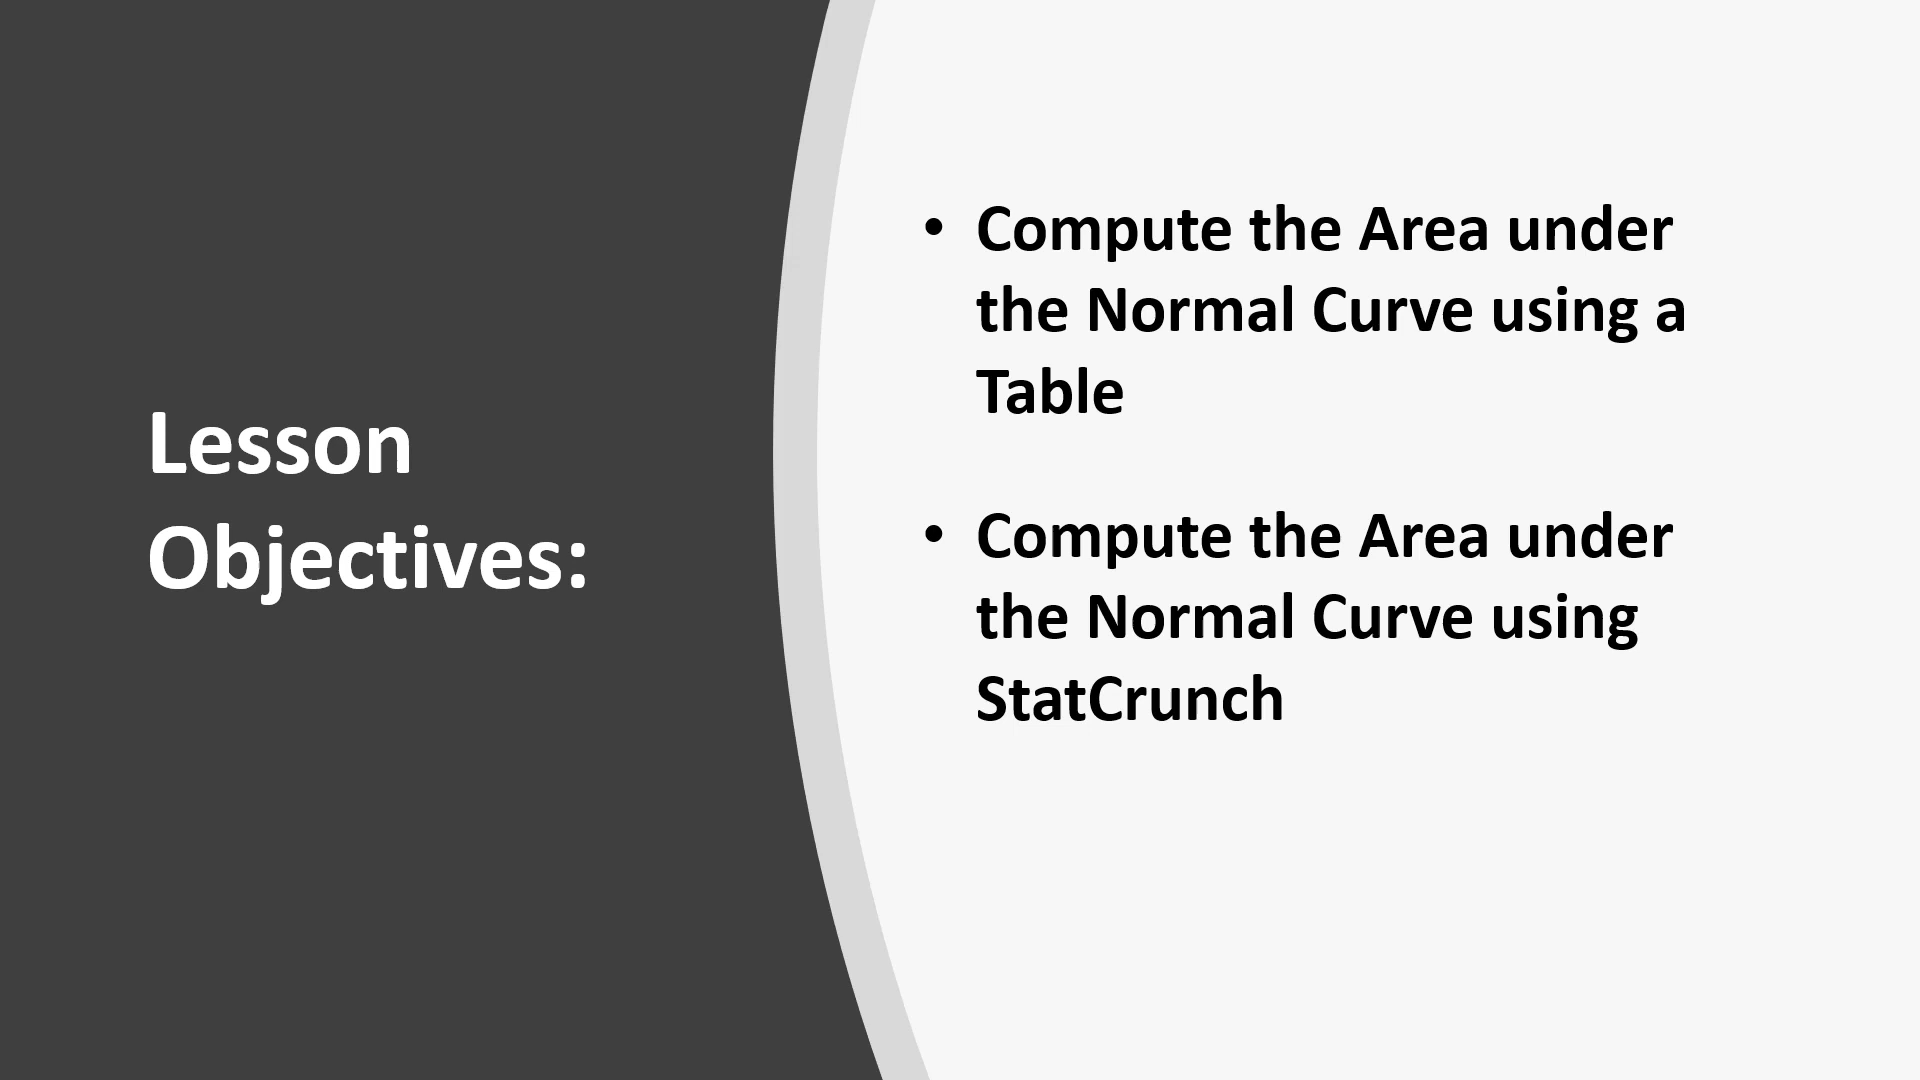 Lesson
Objectives:
• Compute the Area under
the Normal Curve using a
Table
• Compute the Area under
the Normal Curve using
StatCrunch